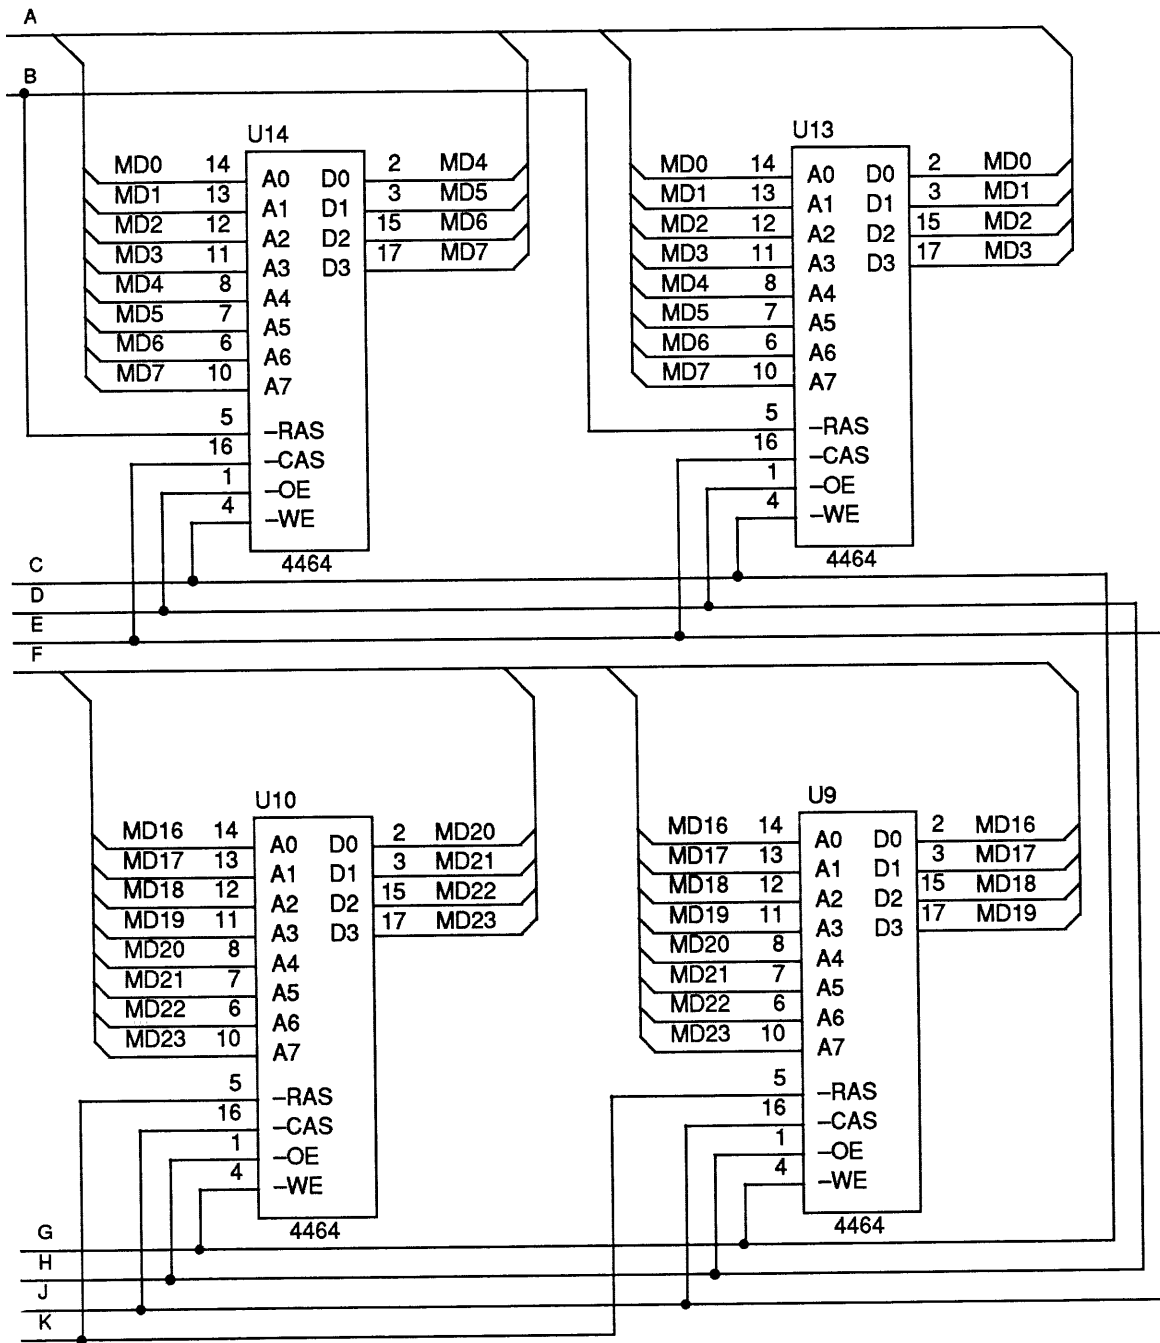 A
B
U14
U13
MD0 14 A0 D0 2 MD4
MD1 13 A1 D1 3 MD5
MD2 12 A2 D2 15 MD6
MD3 11 A3 D3 17 MD7
MD4 8 A4
MD5 7 A5
MD6 6 A6
MD7 10 A7
5 –RAS
16 –CAS
1 –OE
4 –WE
4464
MD0 14 A0 D0 2 MD0
MD1 13 A1 D1 3 MD1
MD2 12 A2 D2 15 MD2
MD3 11 A3 D3 17 MD3
MD4 8 A4
MD5 7 A5
MD6 6 A6
MD7 10 A7
5 –RAS
16 –CAS
1 –OE
4 –WE
4464
C
D
E
F
U10
U9
MD16 14 A0 D0 2 MD20
MD17 13 A1 D1 3 MD21
MD18 12 A2 D2 15 MD22
MD19 11 A3 D3 17 MD23
MD20 8 A4
MD21 7 A5
MD22 6 A6
MD23 10 A7
5 –RAS
16 –CAS
1 –OE
4 –WE
4464
MD16 14 A0 D0 2 MD16
MD17 13 A1 D1 3 MD17
MD18 12 A2 D2 15 MD18
MD19 11 A3 D3 17 MD19
MD20 8 A4
MD21 7 A5
MD22 6 A6
MD23 10 A7
5 –RAS
16 –CAS
1 –OE
4 –WE
4464
G
H
J
K